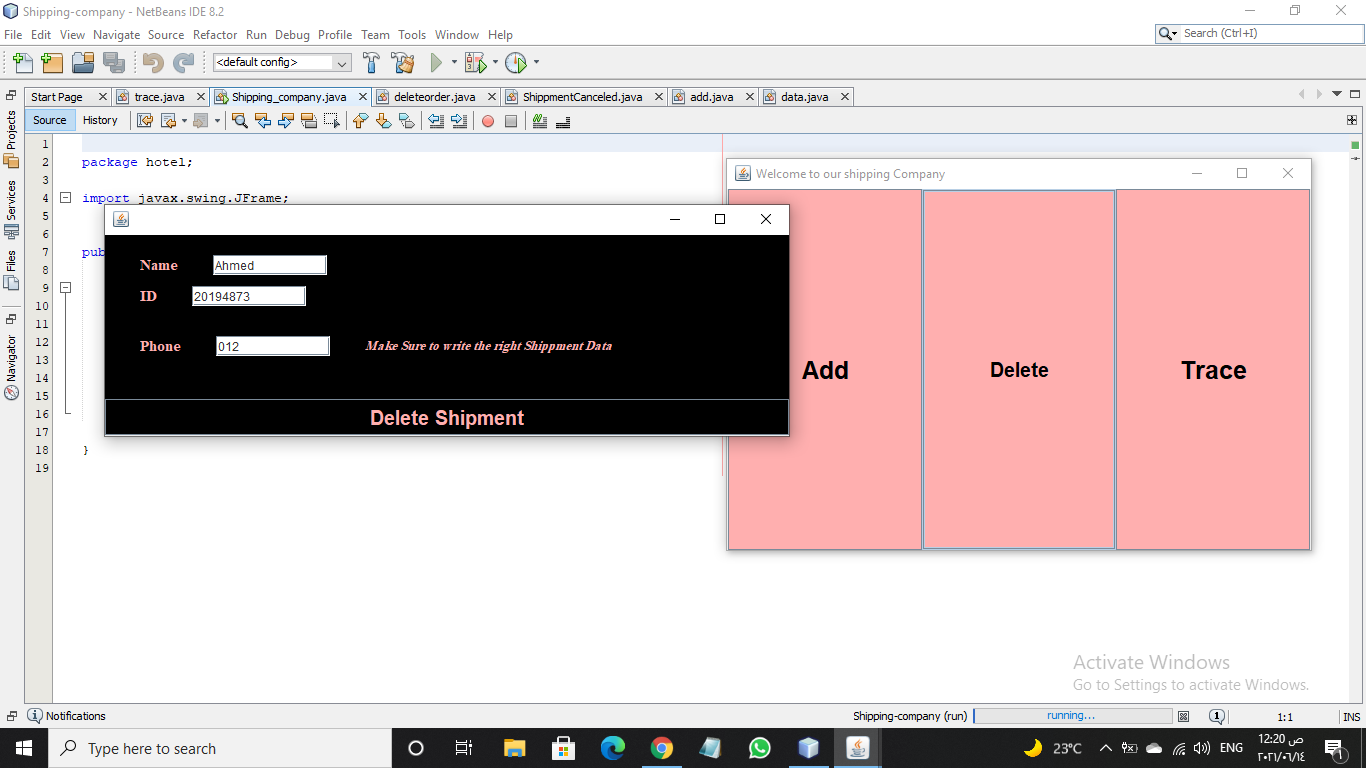 Shipping-company - NetBeans IDE 8.2
File Edit View Navigate Source Refactor Run Debug Profile Team Tools Window Help
Search (Ctrl+I)
<default config>
Start Page trace.java Shipping_company.java deleteorder.java ShippmentCanceled.java add.java data.java
Source History
Projects
Services
Files
Navigator
1
2 package hotel;
3
4 import javax.swing.JFrame;
5
6
7 pub
8
9
10
11
12
13
14
15
16
17
18 }
19
Welcome to our shipping Company
Add
Delete
Trace
Name Ahmed
ID 20194873
Phone 012 Make Sure to write the right Shippment Data
Delete Shipment
Activate Windows
Go to Settings to activate Windows.
Notifications
Shipping-company (run) running... 1 1:1 INS
Type here to search
23°C ENG
12:20 ص
٢٠٢١/٠٦/١٤
1